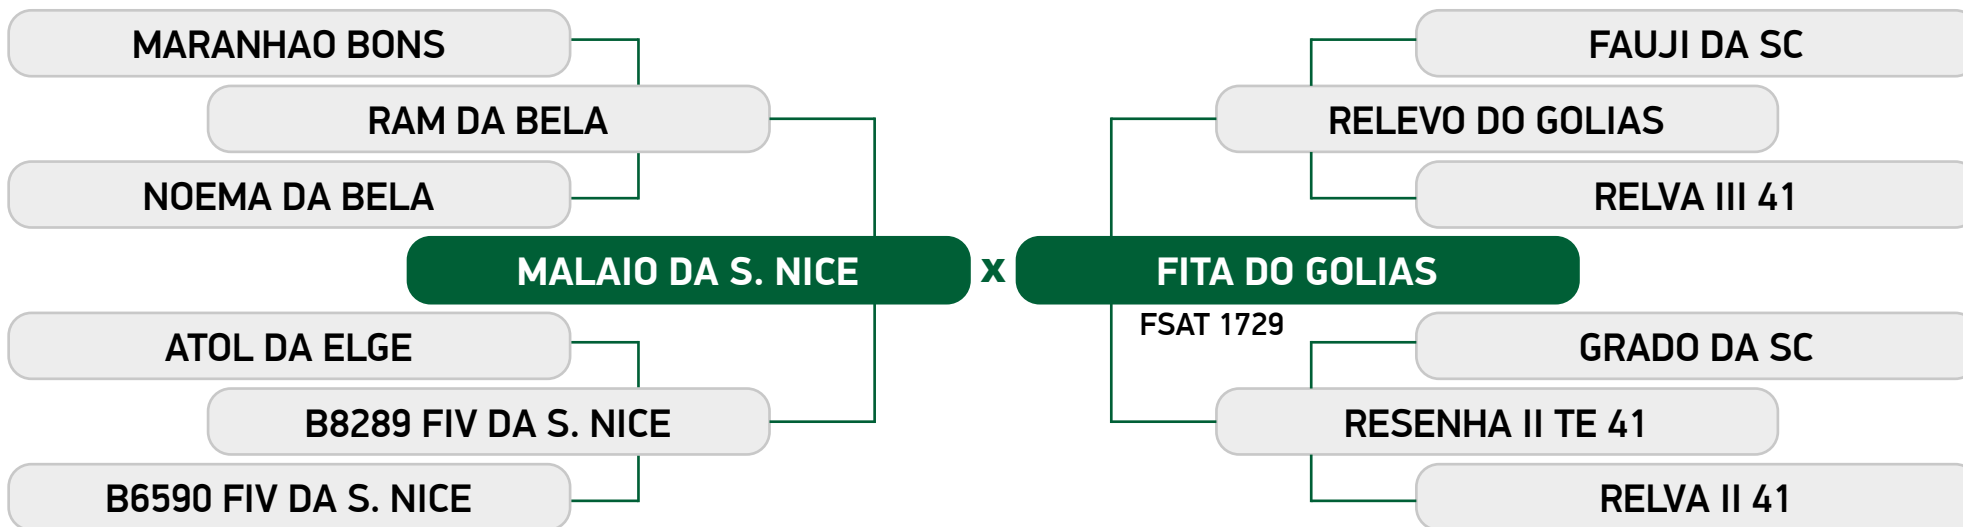 MARANHAO BONS
FAUJI DA SC
RAM DA BELA
RELEVO DO GOLIAS
NOEMA DA BELA
RELVA III 41
MALAIO DA S. NICE
x
FITA DO GOLIAS
FSAT 1729
ATOL DA ELGE
GRADO DA SC
B8289 FIV DA S. NICE
RESENHA II TE 41
B6590 FIV DA S. NICE
RELVA II 41